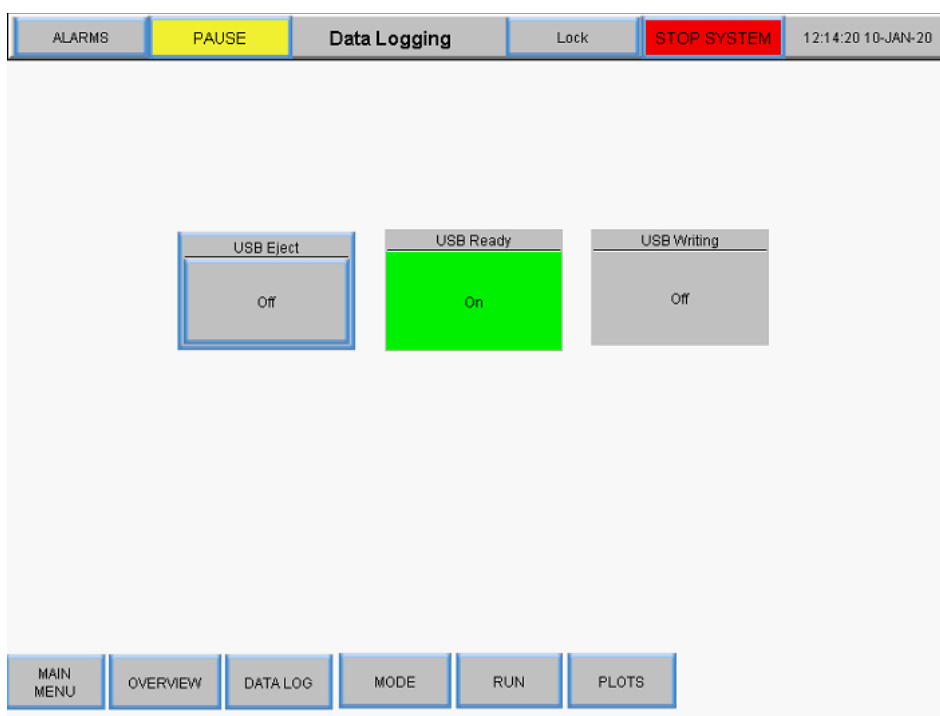 ALARMS PAUSE Data Logging Lock STOP SYSTEM 12:14:20 10-JAN-20
USB Eject USB Ready USB Writing
Off On Off
MAIN MENU OVERVIEW DATA LOG MODE RUN PLOTS